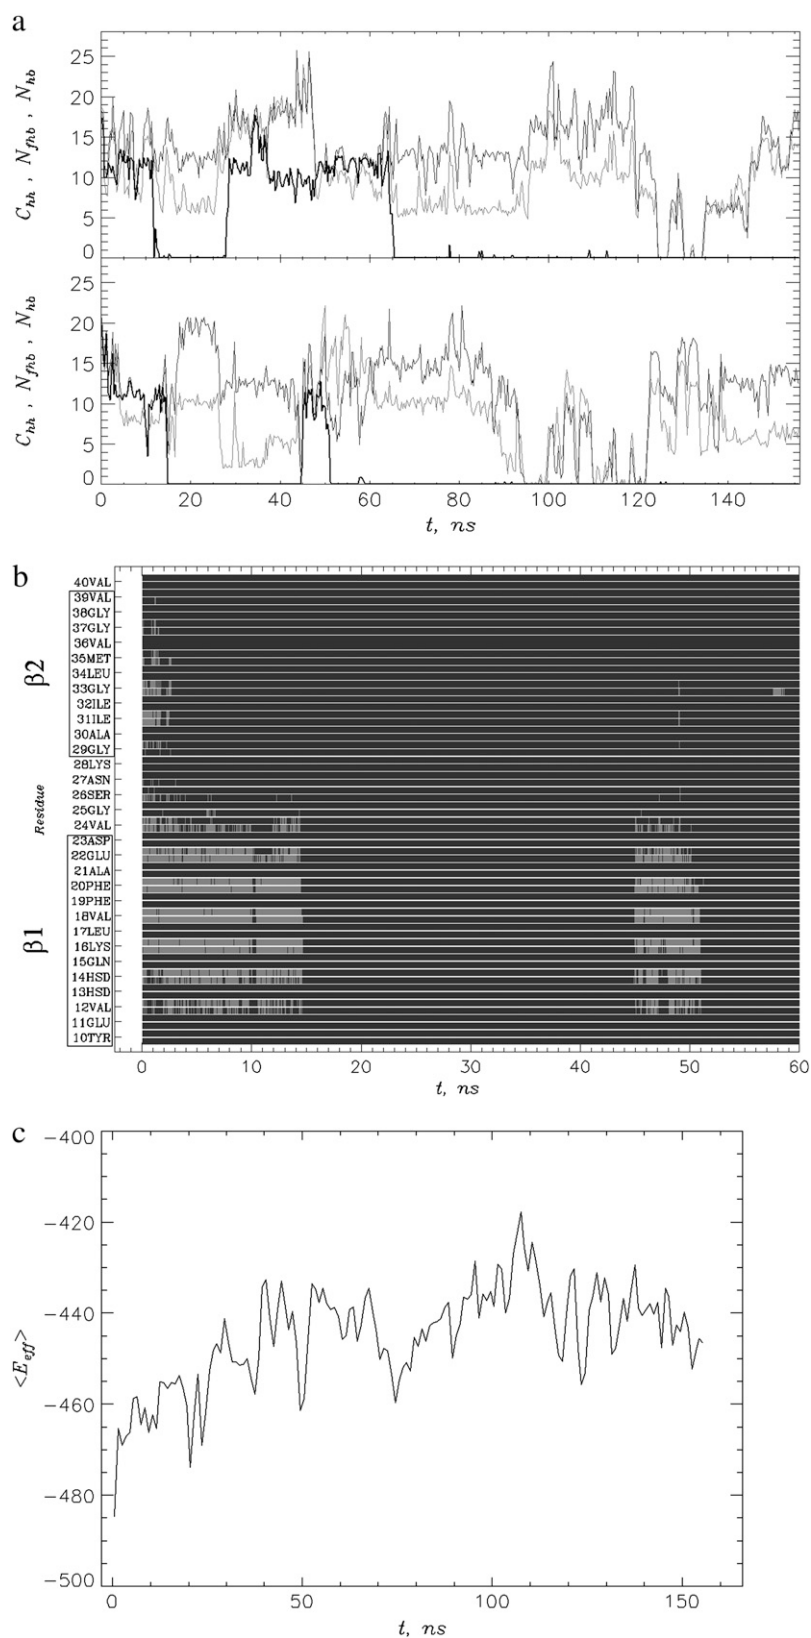 a
25
20
15
10
5
0
C_hh , N_fhb , N_hb
25
20
15
10
5
0
C_hh , N_fhb , N_hb
0 20 40 60 80 100 120 140
t, ns
b
40VAL
39VAL
38GLY
37GLY
36VAL
35MET
34LEU
33GLY
32ILE
31ILE
30ALA
29GLY
28LYS
27ASN
26SER
25GLY
24VAL
23ASP
22GLU
21ALA
20PHE
19PHE
18VAL
17LEU
16LYS
15GLN
14HSD
13HSD
12VAL
11GLU
10TYR
β2
Residue
β1
0 10 20 30 40 50 60
t, ns
c
−400
−420
−440
−460
−480
−500
<E_eff>
0 50 100 150
t, ns